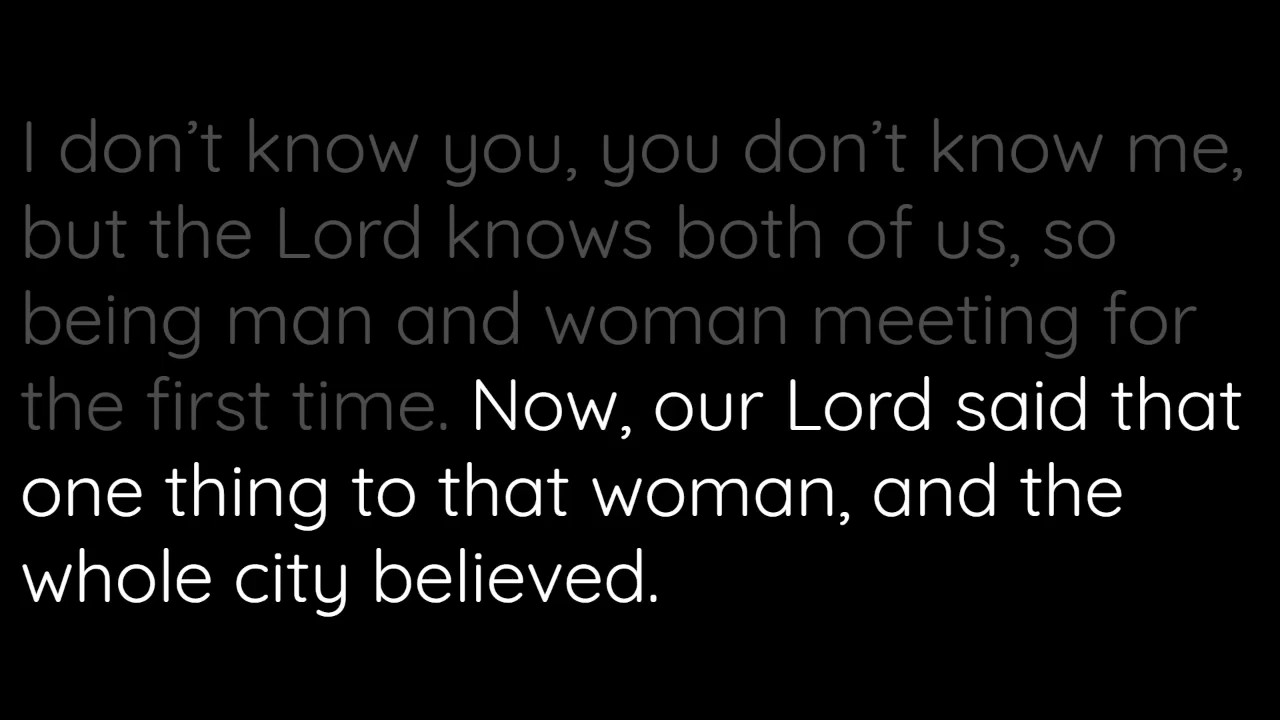 I don’t know you, you don’t know me,
but the Lord knows both of us, so
being man and woman meeting for
the first time. Now, our Lord said that
one thing to that woman, and the
whole city believed.